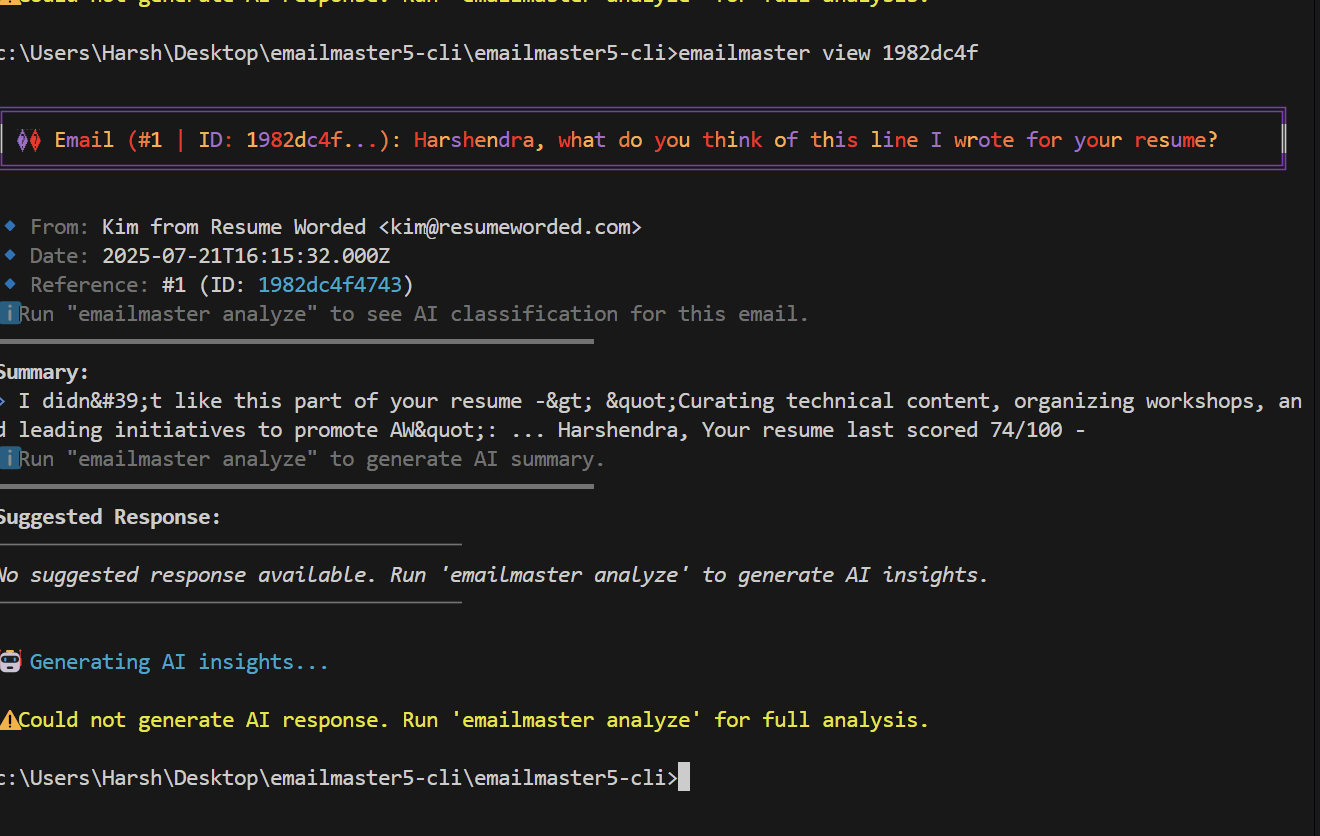 Could not generate AI response. Run 'emailmaster analyze' for full analysis.
c:\Users\Harsh\Desktop\emailmaster5-cli\emailmaster5-cli>emailmaster view 1982dc4f
Email (#1 | ID: 1982dc4f...): Harshendra, what do you think of this line I wrote for your resume?
From: Kim from Resume Worded <kim@resumeworded.com>
Date: 2025-07-21T16:15:32.000Z
Reference: #1 (ID: 1982dc4f4743)
Run "emailmaster analyze" to see AI classification for this email.
Summary:
> I didn&#39;t like this part of your resume -&gt; &quot;Curating technical content, organizing workshops, an
d leading initiatives to promote AW&quot;: ... Harshendra, Your resume last scored 74/100 -
Run "emailmaster analyze" to generate AI summary.
Suggested Response:
No suggested response available. Run 'emailmaster analyze' to generate AI insights.
Generating AI insights...
Could not generate AI response. Run 'emailmaster analyze' for full analysis.
c:\Users\Harsh\Desktop\emailmaster5-cli\emailmaster5-cli>